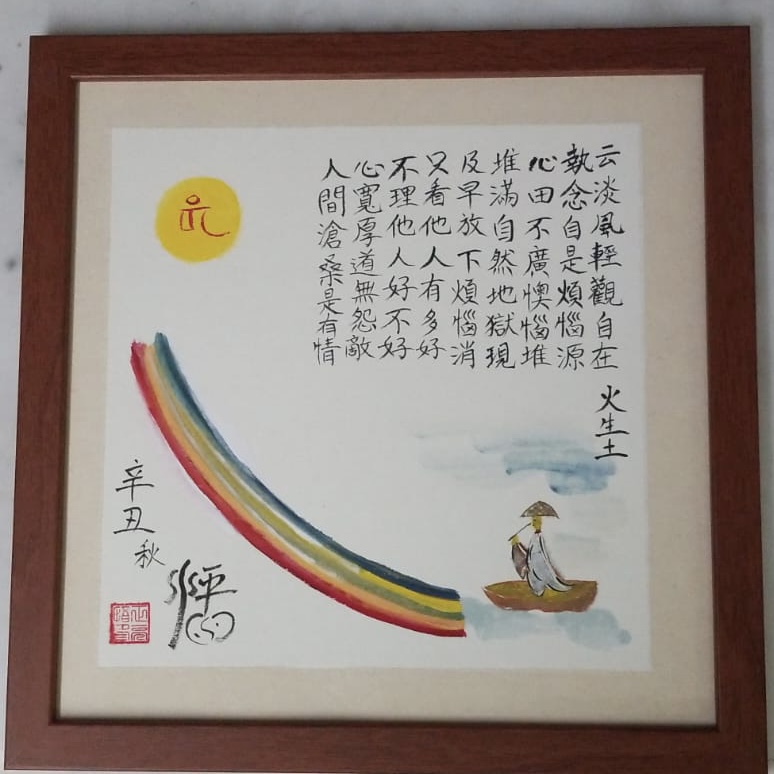 云淡風輕觀自在
執念自是煩惱源
心田不廣懊惱堆
堆滿自然地獄現
及早放下煩惱消
只看他人有多好
不理他人好不好
心寬厚道無怨敵
人間滄桑是有情
火生土
辛丑
秋